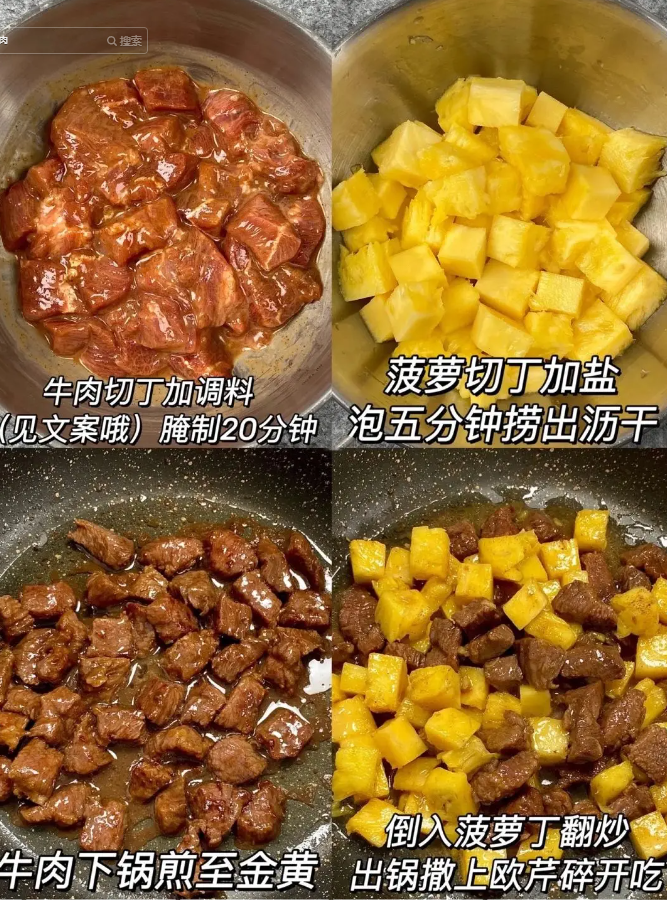 肉
搜索
牛肉切丁加调料
（见文案哦）腌制20分钟
菠萝切丁加盐
泡五分钟捞出沥干
牛肉下锅煎至金黄
倒入菠萝丁翻炒
出锅撒上欧芹碎开吃